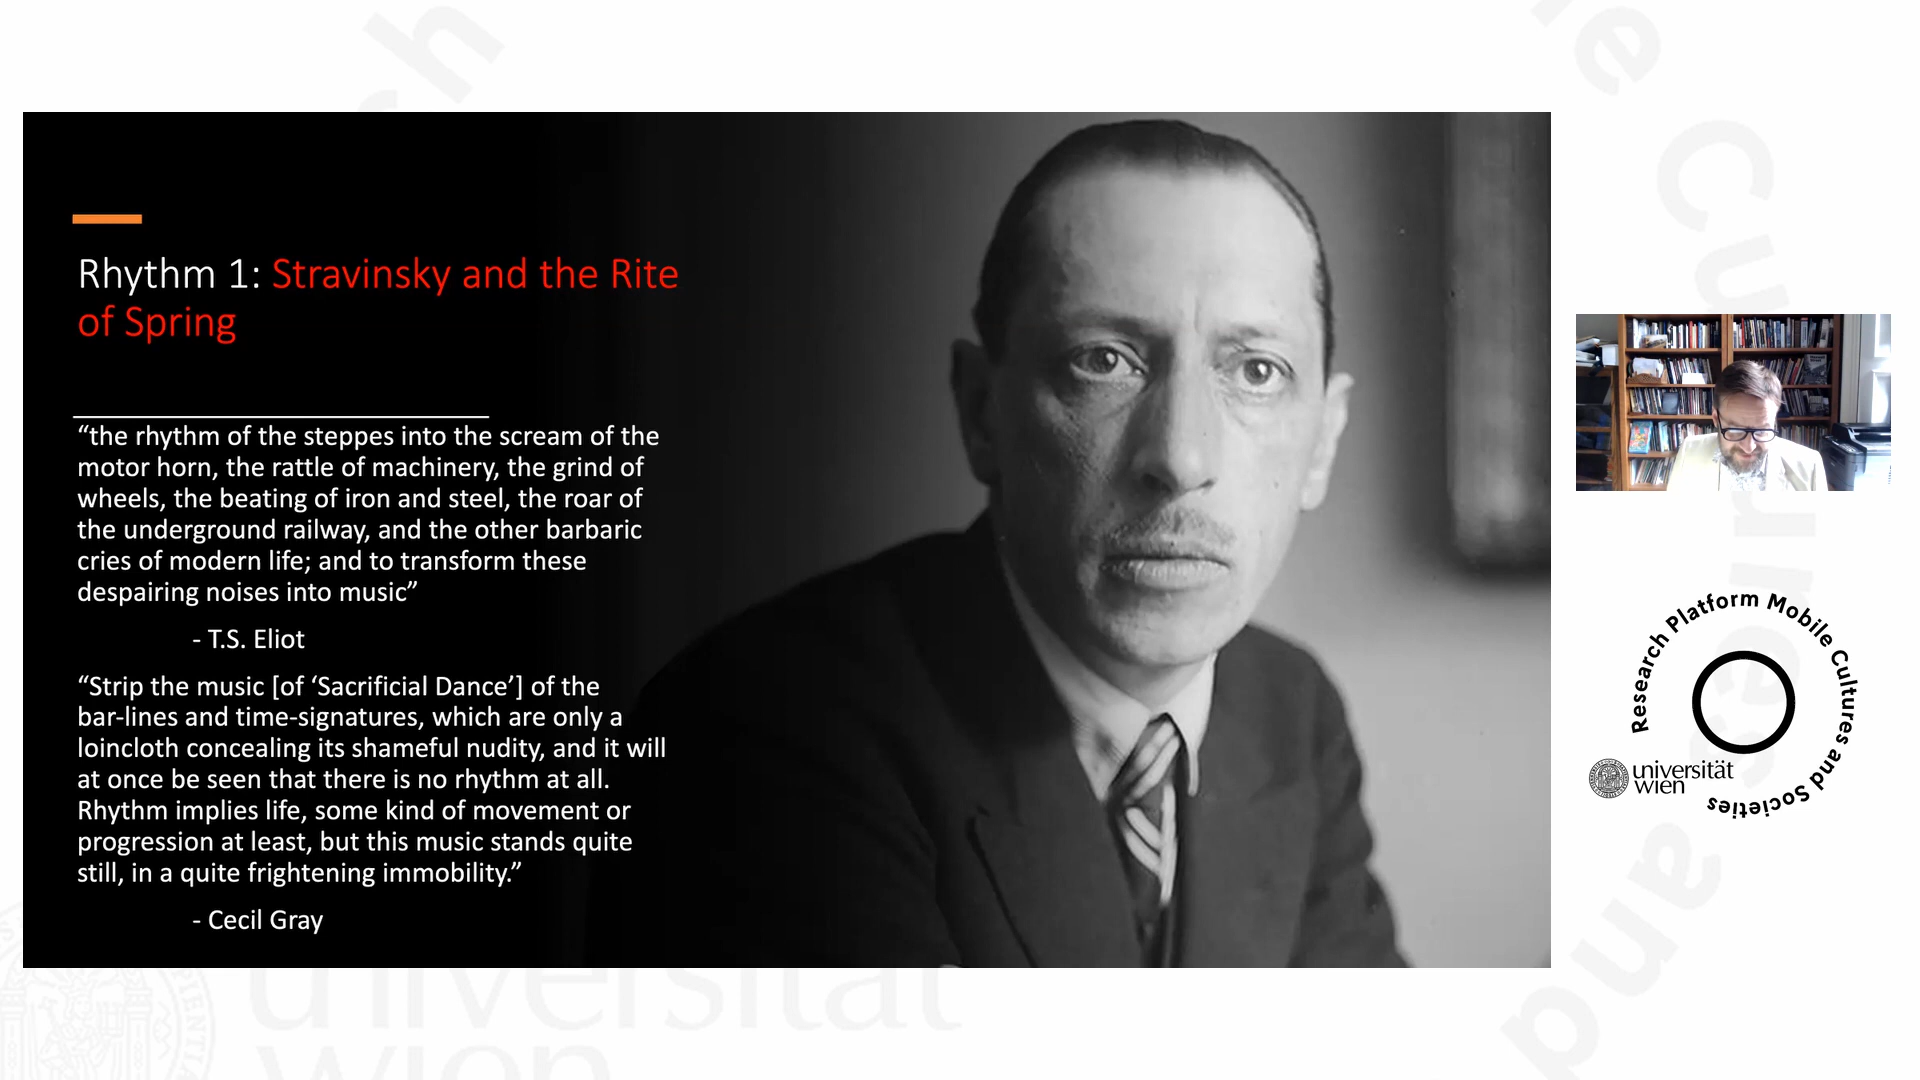 Rhythm 1: Stravinsky and the Rite
of Spring
“the rhythm of the steppes into the scream of the
motor horn, the rattle of machinery, the grind of
wheels, the beating of iron and steel, the roar of
the underground railway, and the other barbaric
cries of modern life; and to transform these
despairing noises into music”
- T.S. Eliot
“Strip the music [of ‘Sacrificial Dance’] of the
bar-lines and time-signatures, which are only a
loincloth concealing its shameful nudity, and it will
at once be seen that there is no rhythm at all.
Rhythm implies life, some kind of movement or
progression at least, but this music stands quite
still, in a quite frightening immobility.”
- Cecil Gray
Research Platform Mobile Cultures and Societies
universität
wien
universität
wien
ch
le Cultures and